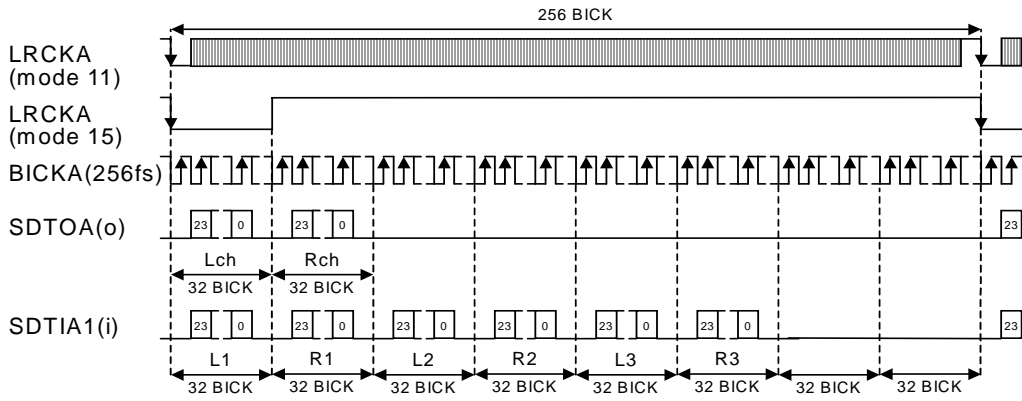 256 BICK
LRCKA
(mode 11)
LRCKA
(mode 15)
BICKA(256fs)
SDTOA(o)
23 0 23 0 23
Lch Rch
32 BICK 32 BICK
SDTIA1(i)
23 0 23 0 23 0 23 0 23 0 23 0 23
L1 R1 L2 R2 L3 R3
32 BICK 32 BICK 32 BICK 32 BICK 32 BICK 32 BICK 32 BICK 32 BICK